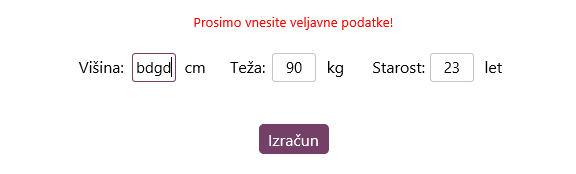 Prosimo vnesite veljavne podatke!
Višina: bdgd cm Teža: 90 kg Starost: 23 let
Izračun